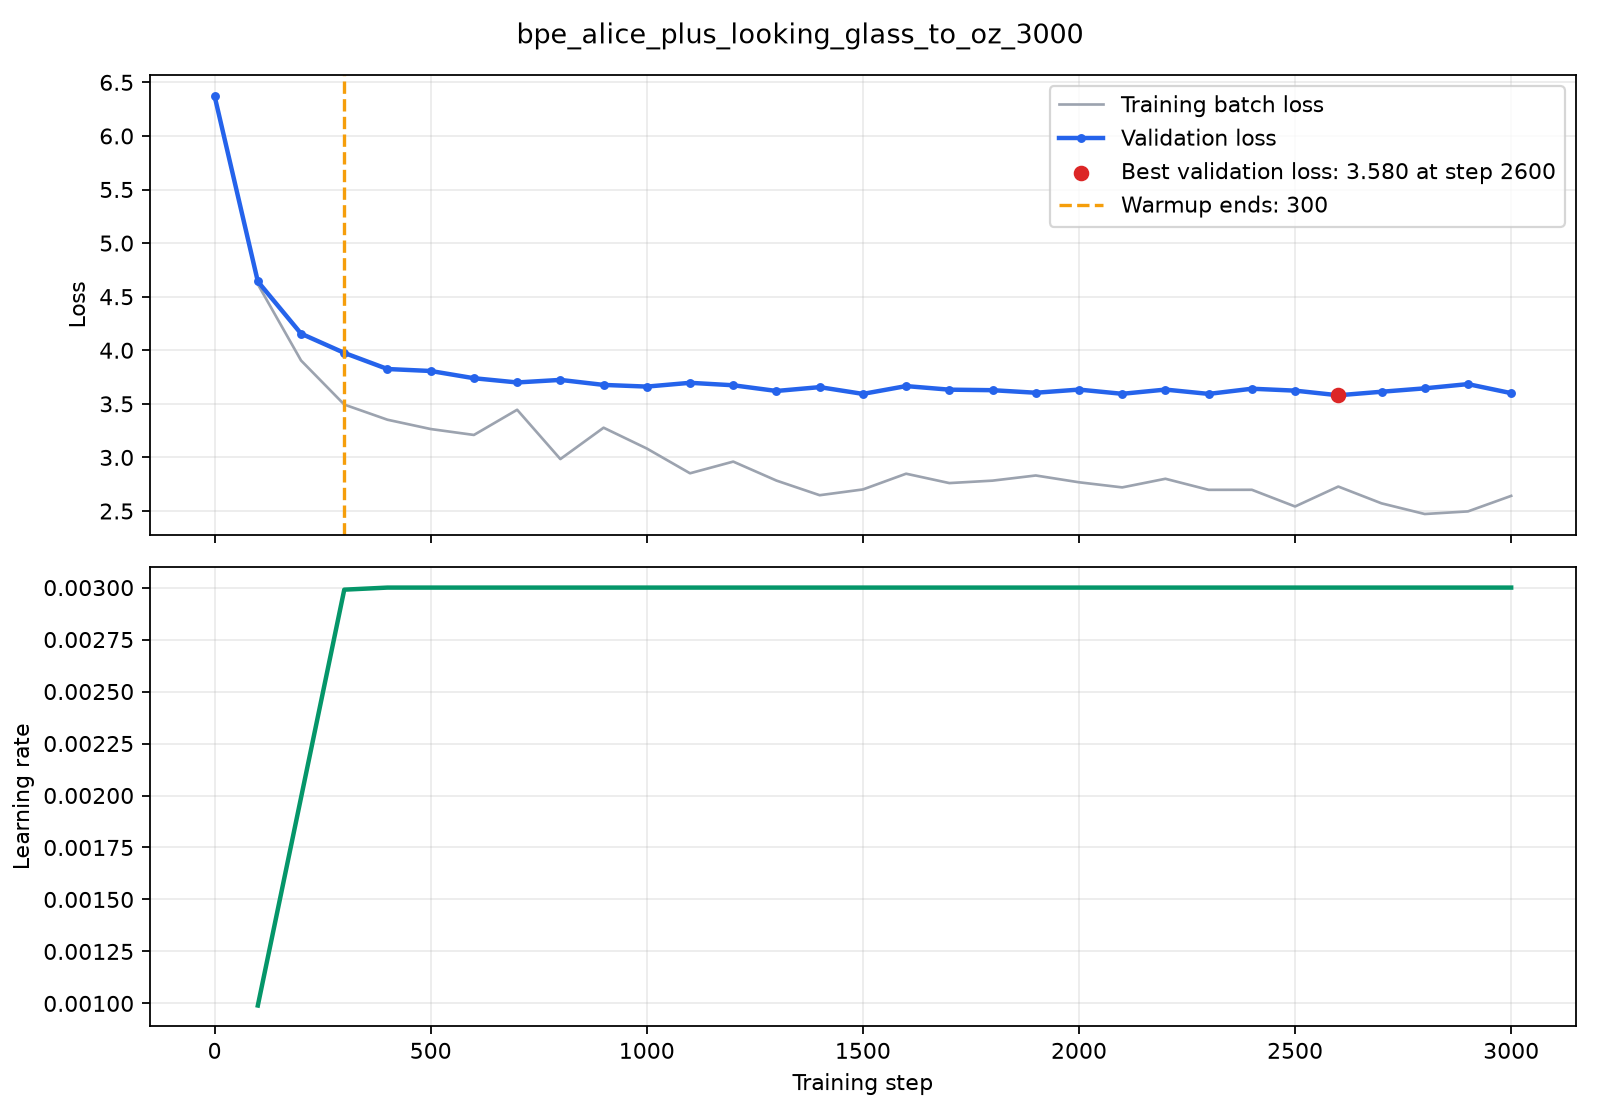 bpe_alice_plus_looking_glass_to_oz_3000
6.5
6.0
5.5
5.0
4.5
4.0
3.5
3.0
2.5
Loss
Training batch loss
Validation loss
Best validation loss: 3.580 at step 2600
Warmup ends: 300
0.00300
0.00275
0.00250
0.00225
0.00200
0.00175
0.00150
0.00125
0.00100
Learning rate
0 500 1000 1500 2000 2500 3000
Training step